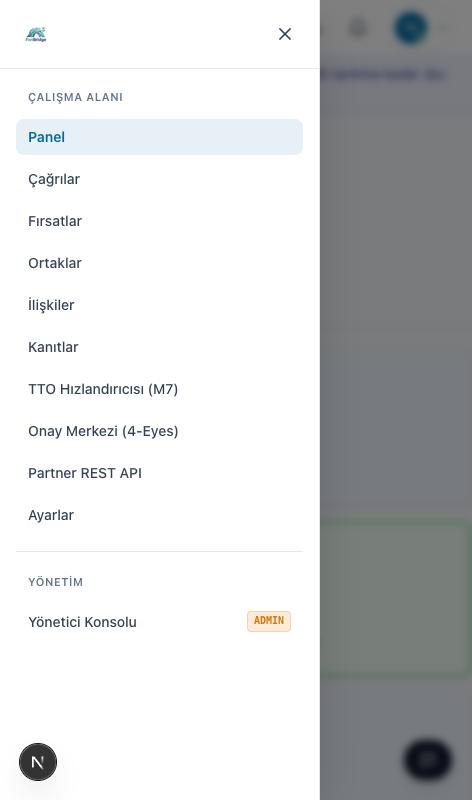 ÇALIŞMA ALANI
Panel
Çağrılar
Fırsatlar
Ortaklar
İlişkiler
Kanıtlar
TTO Hızlandırıcısı (M7)
Onay Merkezi (4-Eyes)
Partner REST API
Ayarlar
YÖNETİM
Yönetici Konsolu ADMIN
N